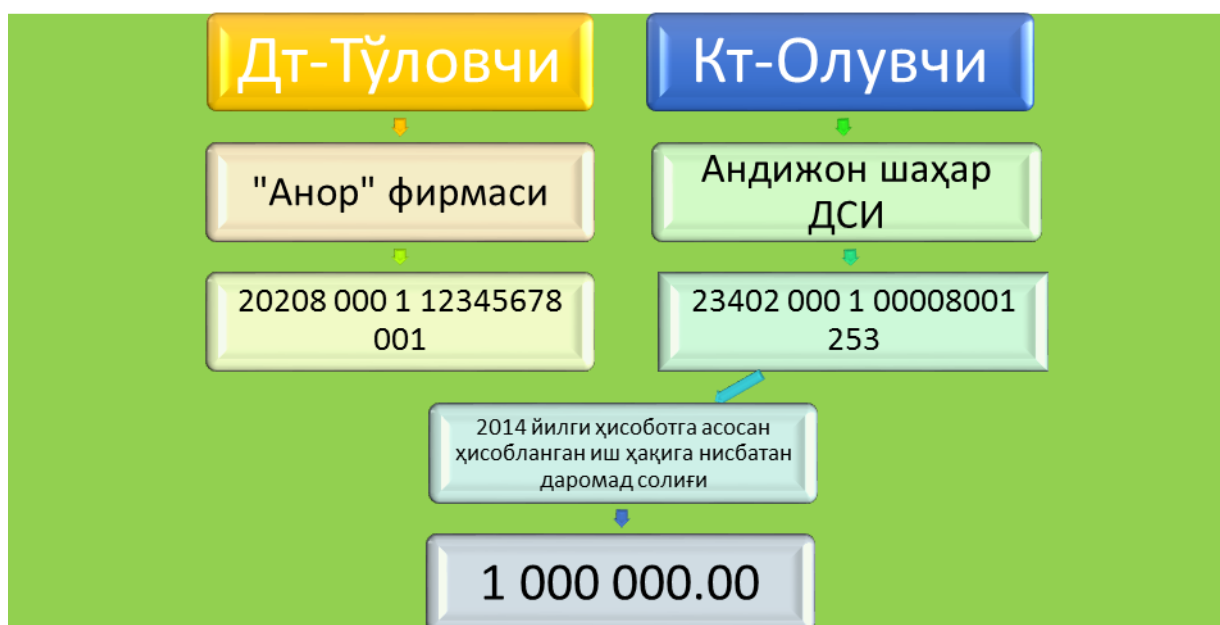 Дт-Тўловчи
Кт-Олувчи
"Анор" фирмаси
Андижон шаҳар
ДСИ
20208 000 1 12345678
001
23402 000 1 00008001
253
2014 йилги ҳисоботга асосан
ҳисобланган иш ҳақига нисбатан
даромад солиғи
1 000 000.00